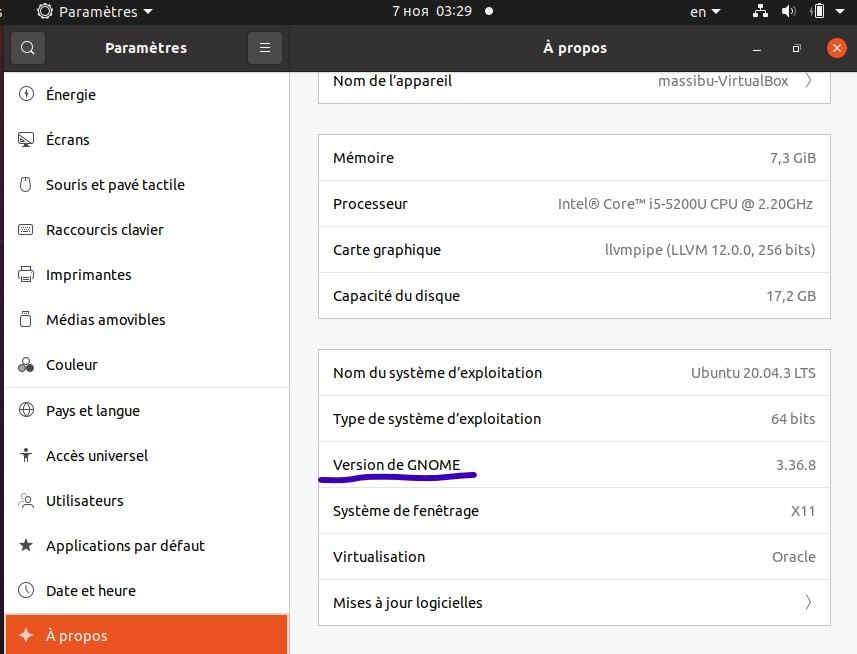 Paramètres 7 ноя 03:29 en
Paramètres À propos
Énergie
Écrans
Souris et pavé tactile
Raccourcis clavier
Imprimantes
Médias amovibles
Couleur
Pays et langue
Accès universel
Utilisateurs
Applications par défaut
Date et heure
À propos
Nom de l’appareil massibu-VirtualBox
Mémoire 7,3 GiB
Processeur Intel® Core™ i5-5200U CPU @ 2.20GHz
Carte graphique llvmpipe (LLVM 12.0.0, 256 bits)
Capacité du disque 17,2 GB
Nom du système d’exploitation Ubuntu 20.04.3 LTS
Type de système d’exploitation 64 bits
Version de GNOME 3.36.8
Système de fenêtrage X11
Virtualisation Oracle
Mises à jour logicielles